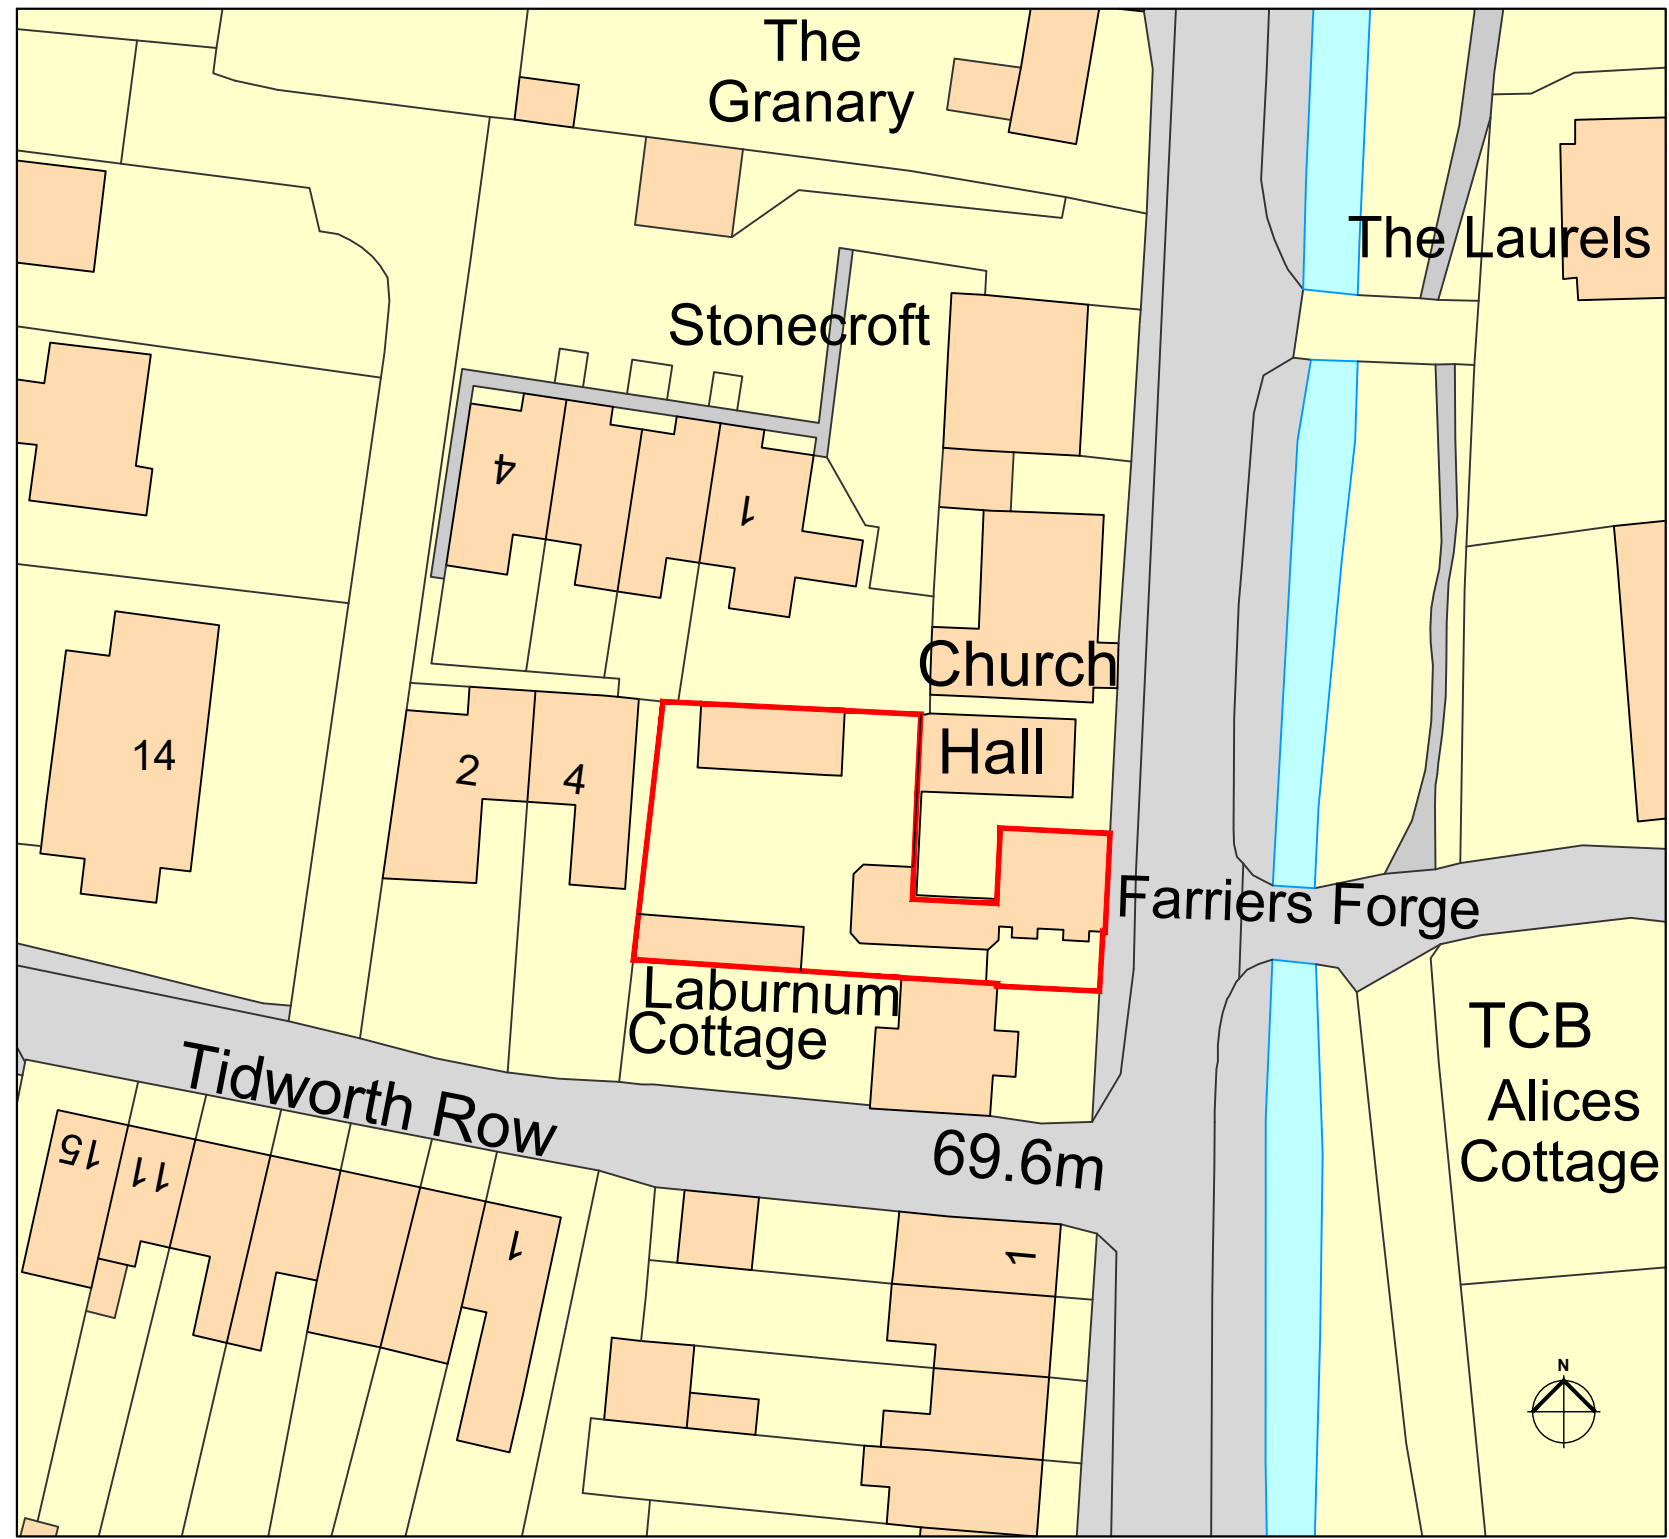 The
Granary
The Laurels
Stonecroft
4
1
Church
14
2
4
Hall
Farriers Forge
Laburnum
Cottage
TCB
Tidworth Row
Alices
Cottage
69.6m
15
11
1
1
N